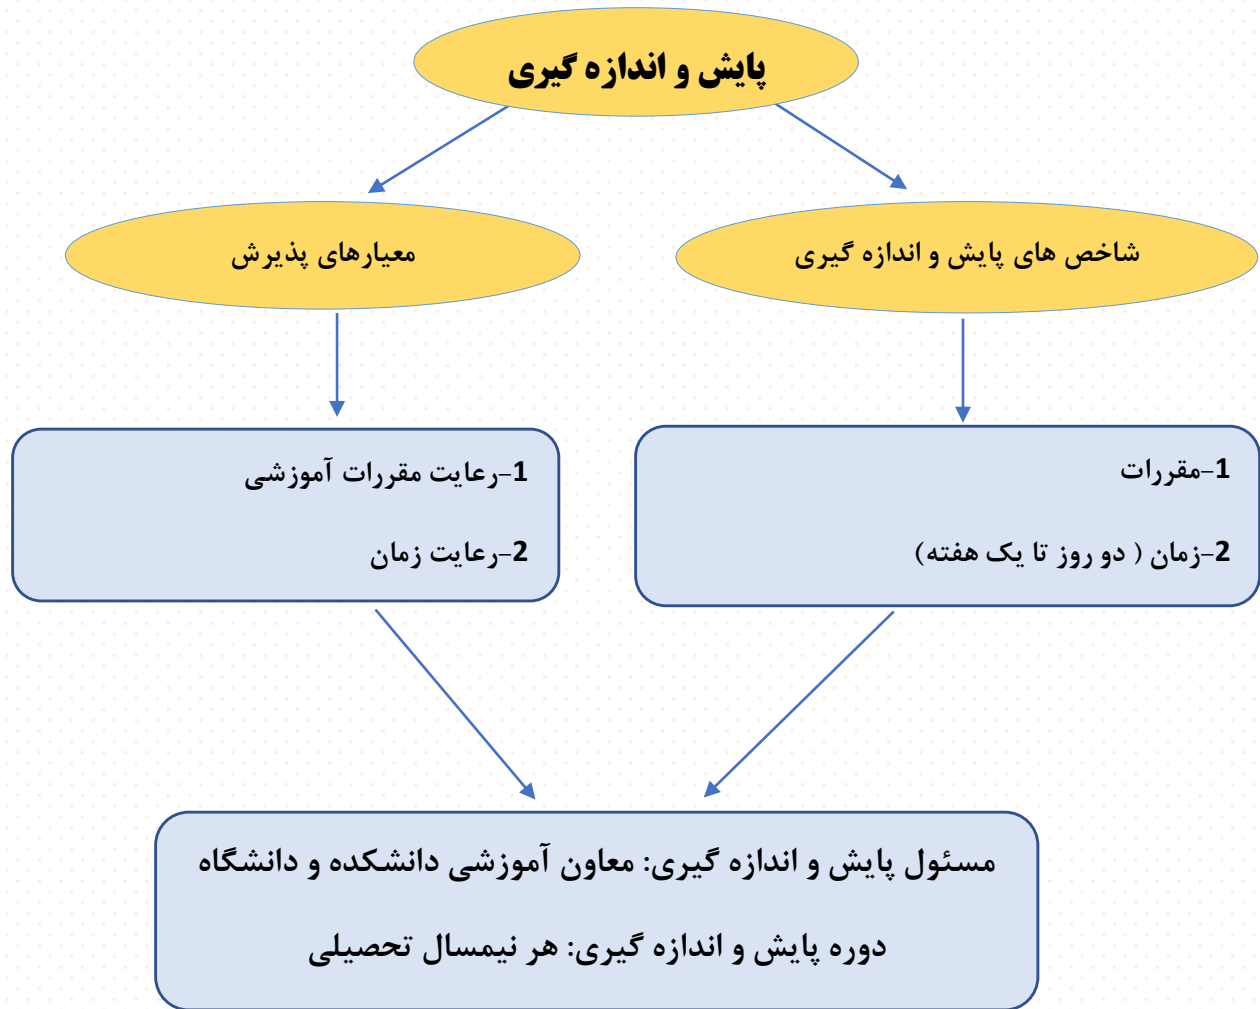 پایش و اندازه گیری
شاخص های پایش و اندازه گیری
معیارهای پذیرش
1-مقررات
2-زمان ( دو روز تا یک هفته)
1-رعایت مقررات آموزشی
2-رعایت زمان
مسئول پایش و اندازه گیری: معاون آموزشی دانشکده و دانشگاه
دوره پایش و اندازه گیری: هر نیمسال تحصیلی